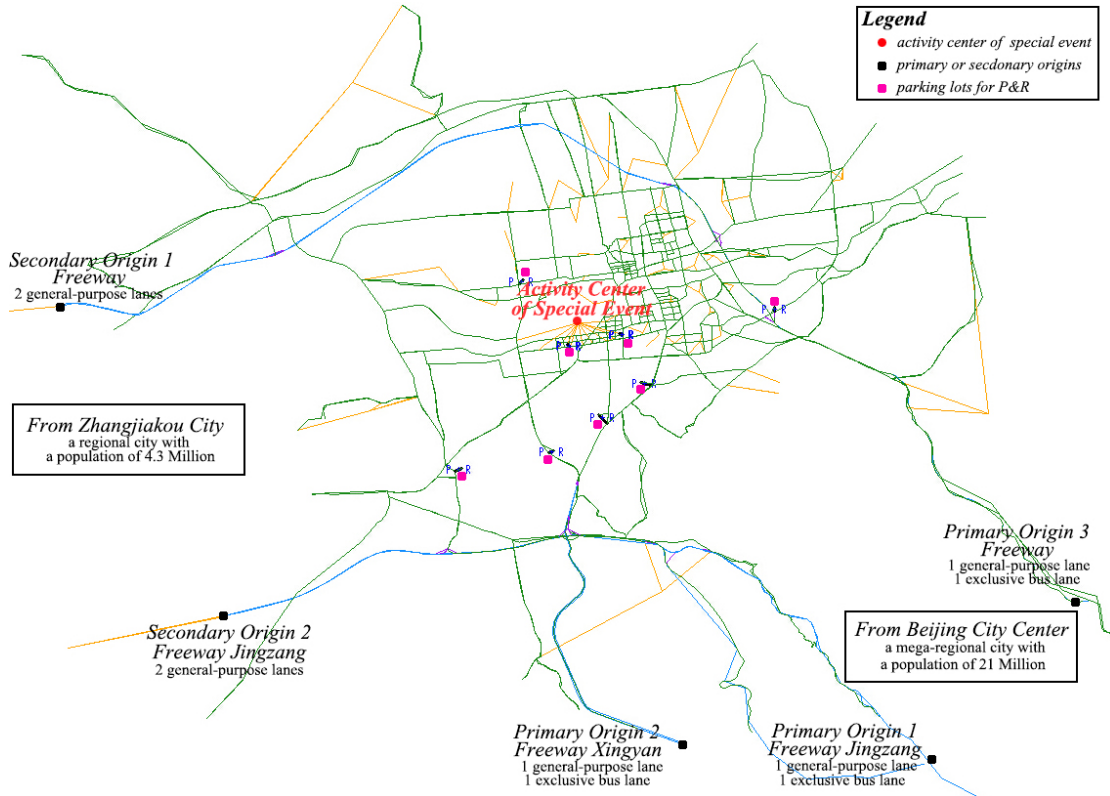 Legend
activity center of special event
primary or secdonary origins
parking lots for P&R
Secondary Origin 1
Freeway
2 general-purpose lanes
P R
Activity Center
of Special Event
P R
P R
P R
P R
P R
P R
P R
From Zhangjiakou City
a regional city with
a population of 4.3 Million
Primary Origin 3
Freeway
1 general-purpose lane
1 exclusive bus lane
Secondary Origin 2
Freeway Jingzang
2 general-purpose lanes
From Beijing City Center
a mega-regional city with
a population of 21 Million
Primary Origin 2
Freeway Xingyan
1 general-purpose lane
1 exclusive bus lane
Primary Origin 1
Freeway Jingzang
1 general-purpose lane
1 exclusive bus lane